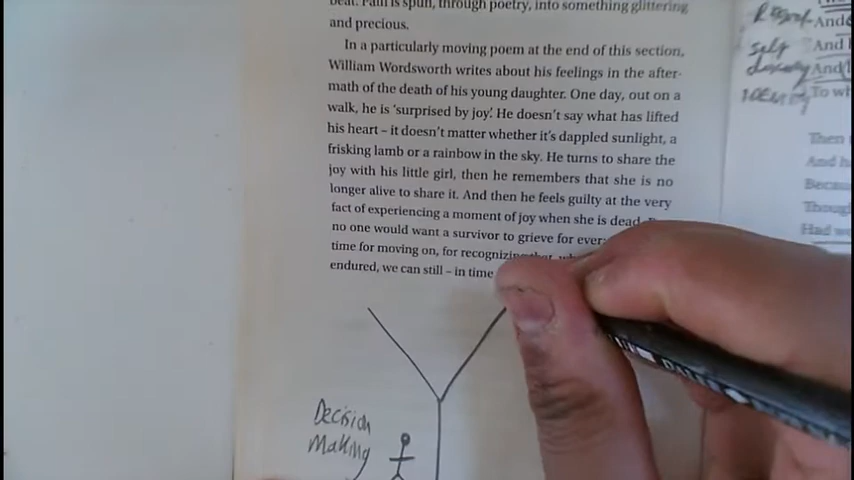 beat. Paul is spun, through poetry, into something glittering
and precious.
In a particularly moving poem at the end of this section,
William Wordsworth writes about his feelings in the after-
math of the death of his young daughter. One day, out on a
walk, he is 'surprised by joy'. He doesn't say what has lifted
his heart – it doesn't matter whether it's dappled sunlight, a
frisking lamb or a rainbow in the sky. He turns to share the
joy with his little girl, then he remembers that she is no
longer alive to share it. And then he feels guilty at the very
fact of experiencing a moment of joy when she is dead.
no one would want a survivor to grieve for ever
time for moving on, for recognizing that,
endured, we can still – in time
Decision
Making
And
self And
And
identity To wh
Then
And h
Becau
Thoug
Had wo